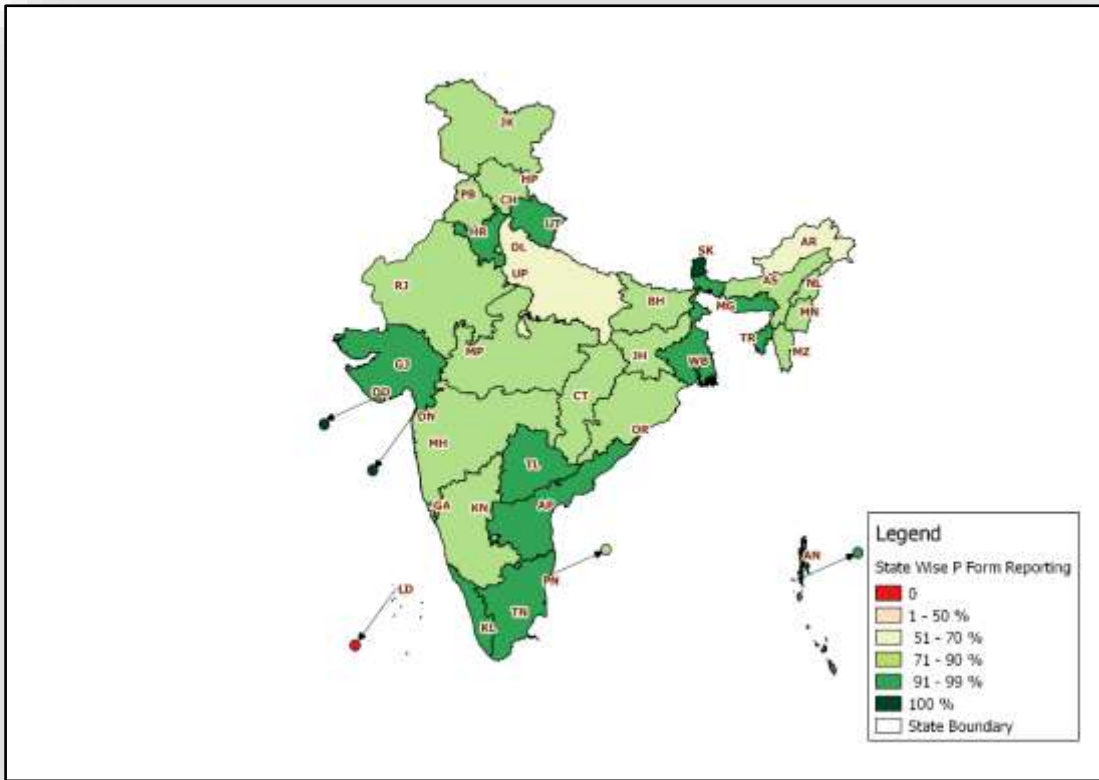 JK
HP
PB
CH
UT
HR
DL
AR
SK
UP
AS
NL
RJ
BH
MG
MN
TR
MZ
MP
JH
WB
GJ
DD
CT
DN
OR
MH
TL
GA
KN
AP
Legend
AN
State Wise P Form Reporting
PN
LD
0
TN
1 - 50 %
KL
51 - 70 %
71 - 90 %
91 - 99 %
100 %
State Boundary